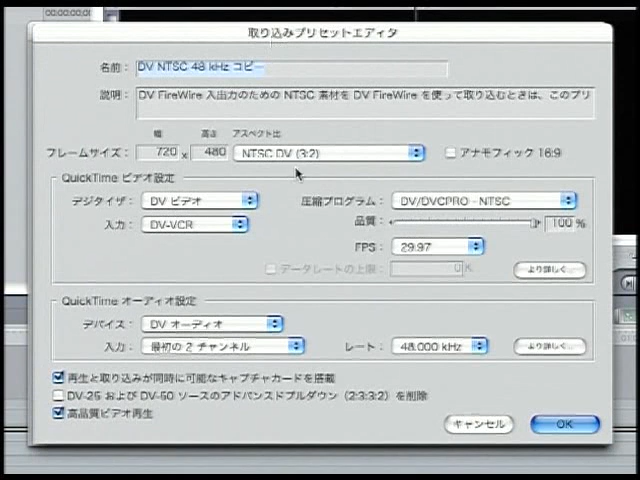 00:00:00;00
取り込みプリセットエディタ
名前： DV NTSC 48 kHz コピー
説明： DV FireWire 入出力のための NTSC 素材を DV FireWire を使って取り込むときは、このプリ
幅 高さ アスペクト比
フレームサイズ： 720 x 480 NTSC DV (3:2) アナモフィック 16:9
QuickTime ビデオ設定
デジタイザ： DV ビデオ 圧縮プログラム： DV/DVCPRO - NTSC
入力： DV-VCR 品質： 100 %
FPS： 29.97
データレートの上限： 0 K より詳しく...
QuickTime オーディオ設定
デバイス： DV オーディオ
入力： 最初の 2 チャンネル レート： 48.000 kHz より詳しく...
再生と取り込みが同時に可能なキャプチャカードを搭載
DV-25 および DV-50 ソースのアドバンスドプルダウン（2:3:3:2）を削除
高品質ビデオ再生
キャンセル OK